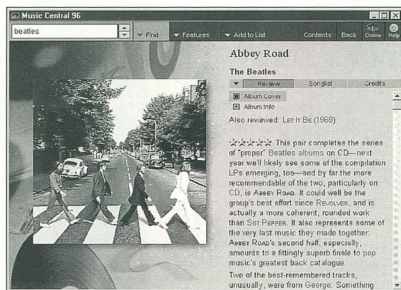 Music Central 96
beatles
Find
Features
Add to List
Contents
Back
Online
Help
Abbey Road
The Beatles
Review
Songlist
Credits
Album Cover
Album Info
Also reviewed: LET IT BE (1969)
☆☆☆☆☆ This pair completes the series
of "proper" Beatles albums on CD—next
year we'll likely see some of the compilation
LPs emerging, too—and by far the more
recommendable of the two, particularly on
CD, is ABBEY ROAD. It could well be the
group's best effort since REVOLVER, and is
actually a more coherent, rounded work
than SGT PEPPER. It also represents some of
the very last music they made together:
ABBEY ROAD's second half, especially,
amounts to a fittingly superb finale to pop
music's greatest back catalogue.
Two of the best-remembered tracks,
unusually, were from George: Something